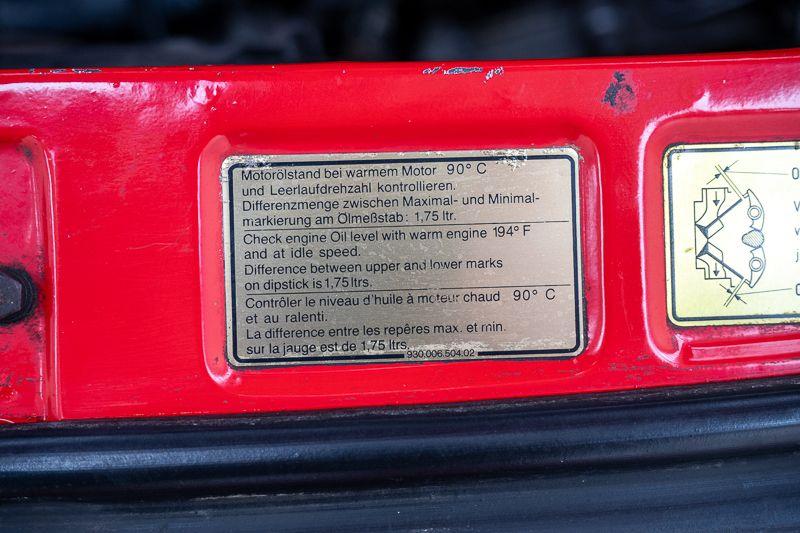 Motorölstand bei warmem Motor 90° C
und Leerlaufdrehzahl kontrollieren.
Differenzmenge zwischen Maximal- und Minimal-
markierung am Ölmeßstab: 1,75 ltr.
Check engine Oil level with warm engine 194° F
and at idle speed.
Difference between upper and lower marks
on dipstick is 1,75 ltrs.
Contrôler le niveau d'huile à moteur chaud 90° C
et au ralenti.
La différence entre les repères max. et min.
sur la jauge est de 1,75 ltrs.
930.006.504.02